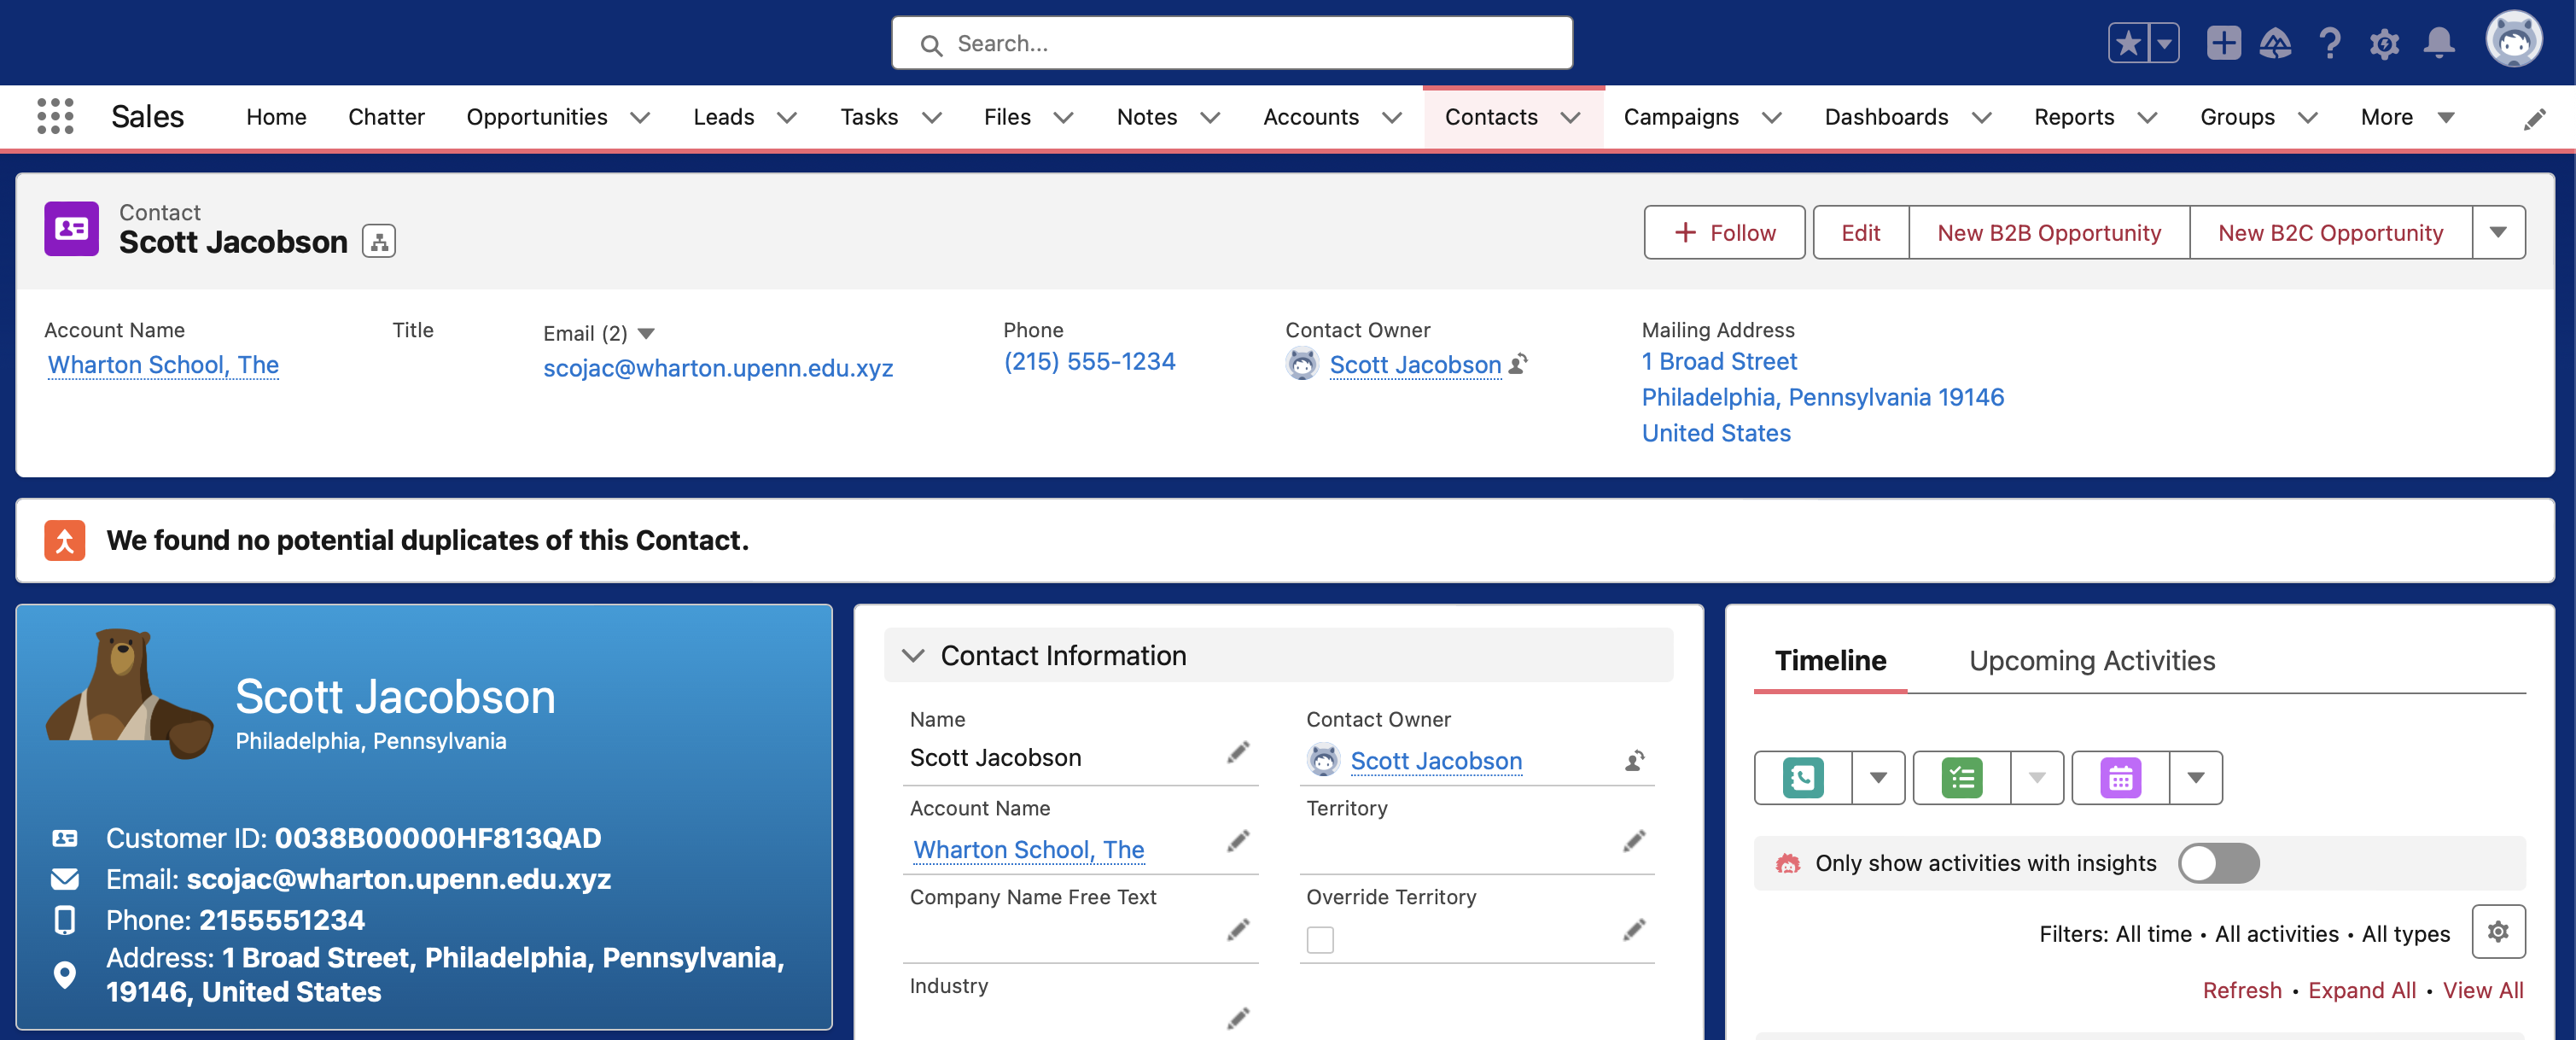 Search...
Sales Home Chatter Opportunities Leads Tasks Files Notes Accounts Contacts Campaigns Dashboards Reports Groups More
Contact
Scott Jacobson
Follow Edit New B2B Opportunity New B2C Opportunity
Account Name Title Email (2) Phone Contact Owner Mailing Address
Wharton School, The scojac@wharton.upenn.edu.xyz (215) 555-1234 Scott Jacobson 1 Broad Street
Philadelphia, Pennsylvania 19146
United States
We found no potential duplicates of this Contact.
Scott Jacobson
Philadelphia, Pennsylvania
Customer ID: 0038B00000HF813QAD
Email: scojac@wharton.upenn.edu.xyz
Phone: 2155551234
Address: 1 Broad Street, Philadelphia, Pennsylvania,
19146, United States
Contact Information
Name Contact Owner
Scott Jacobson Scott Jacobson
Account Name Territory
Wharton School, The
Company Name Free Text Override Territory
Industry
Timeline Upcoming Activities
Only show activities with insights
Filters: All time • All activities • All types
Refresh • Expand All • View All